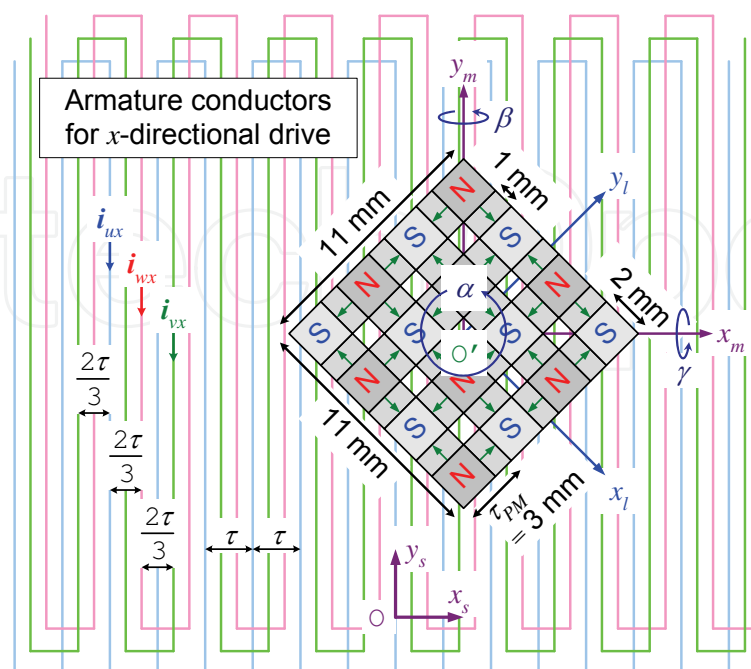 Armature conductors
for x-directional drive
y_m
β
1 mm
y_l
11 mm
N
S
S
N
N
N
S
S
S
S
N
N
S
S
N
2 mm
α
O′
x_m
γ
i_ux
i_wx
i_vx
2τ/3
2τ/3
2τ/3
τ
τ
11 mm
τ_PM
= 3 mm
x_l
y_s
O
x_s